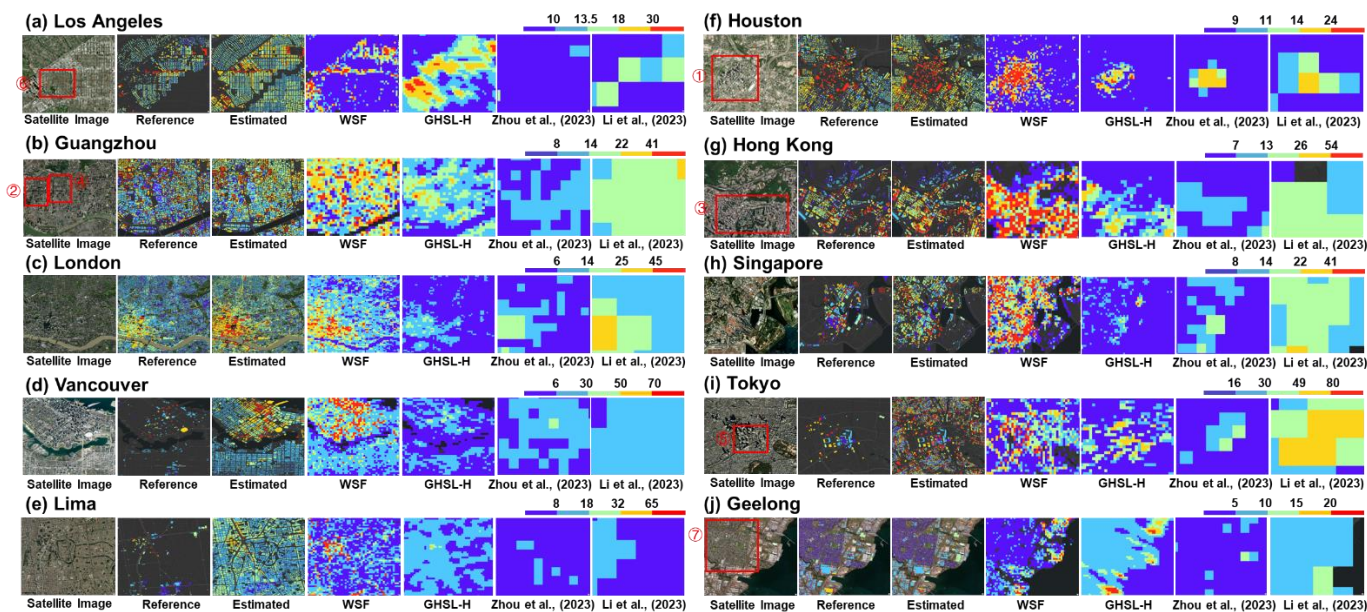 (a) Los Angeles
10 13.5 18 30
⑥
Satellite Image Reference Estimated WSF GHSL-H Zhou et al., (2023) Li et al., (2023)
(b) Guangzhou
8 14 22 41
②
Satellite Image Reference Estimated WSF GHSL-H Zhou et al., (2023) Li et al., (2023)
(c) London
6 14 25 45
Satellite Image Reference Estimated WSF GHSL-H Zhou et al., (2023) Li et al., (2023)
(d) Vancouver
6 30 50 70
Satellite Image Reference Estimated WSF GHSL-H Zhou et al., (2023) Li et al., (2023)
(e) Lima
8 18 32 65
Satellite Image Reference Estimated WSF GHSL-H Zhou et al., (2023) Li et al., (2023)
(f) Houston
9 11 14 24
①
Satellite Image Reference Estimated WSF GHSL-H Zhou et al., (2023) Li et al., (2023)
(g) Hong Kong
7 13 26 54
③
Satellite Image Reference Estimated WSF GHSL-H Zhou et al., (2023) Li et al., (2023)
(h) Singapore
8 14 22 41
Satellite Image Reference Estimated WSF GHSL-H Zhou et al., (2023) Li et al., (2023)
(i) Tokyo
16 30 49 80
⑤
Satellite Image Reference Estimated WSF GHSL-H Zhou et al., (2023) Li et al., (2023)
(j) Geelong
5 10 15 20
⑦
Satellite Image Reference Estimated WSF GHSL-H Zhou et al., (2023) Li et al., (2023)